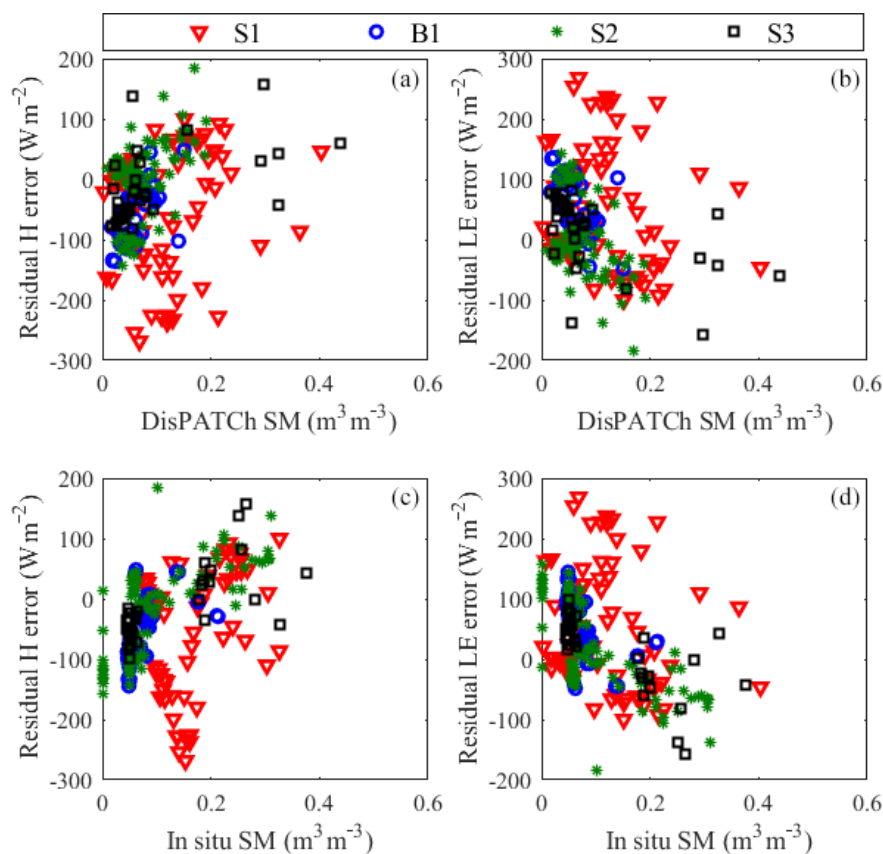 S1 B1 S2 S3
200
100
0
-100
-200
-300
Residual H error (W m⁻²)
(a)
0 0.2 0.4 0.6
DisPATCh SM (m³ m⁻³)
300
200
100
0
-100
-200
Residual LE error (W m⁻²)
(b)
0 0.2 0.4 0.6
DisPATCh SM (m³ m⁻³)
200
100
0
-100
-200
-300
Residual H error (W m⁻²)
(c)
0 0.2 0.4 0.6
In situ SM (m³ m⁻³)
300
200
100
0
-100
-200
Residual LE error (W m⁻²)
(d)
0 0.2 0.4 0.6
In situ SM (m³ m⁻³)